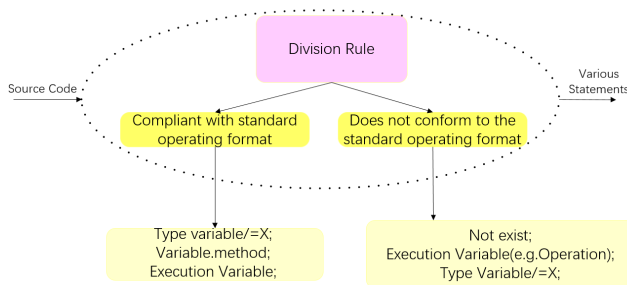 Division Rule
Source Code
Various
Statements
Compliant with standard
operating format
Does not conform to the
standard operating format
Type variable/=X;
Variable.method;
Execution Variable;
Not exist;
Execution Variable(e.g.Operation);
Type Variable/=X;